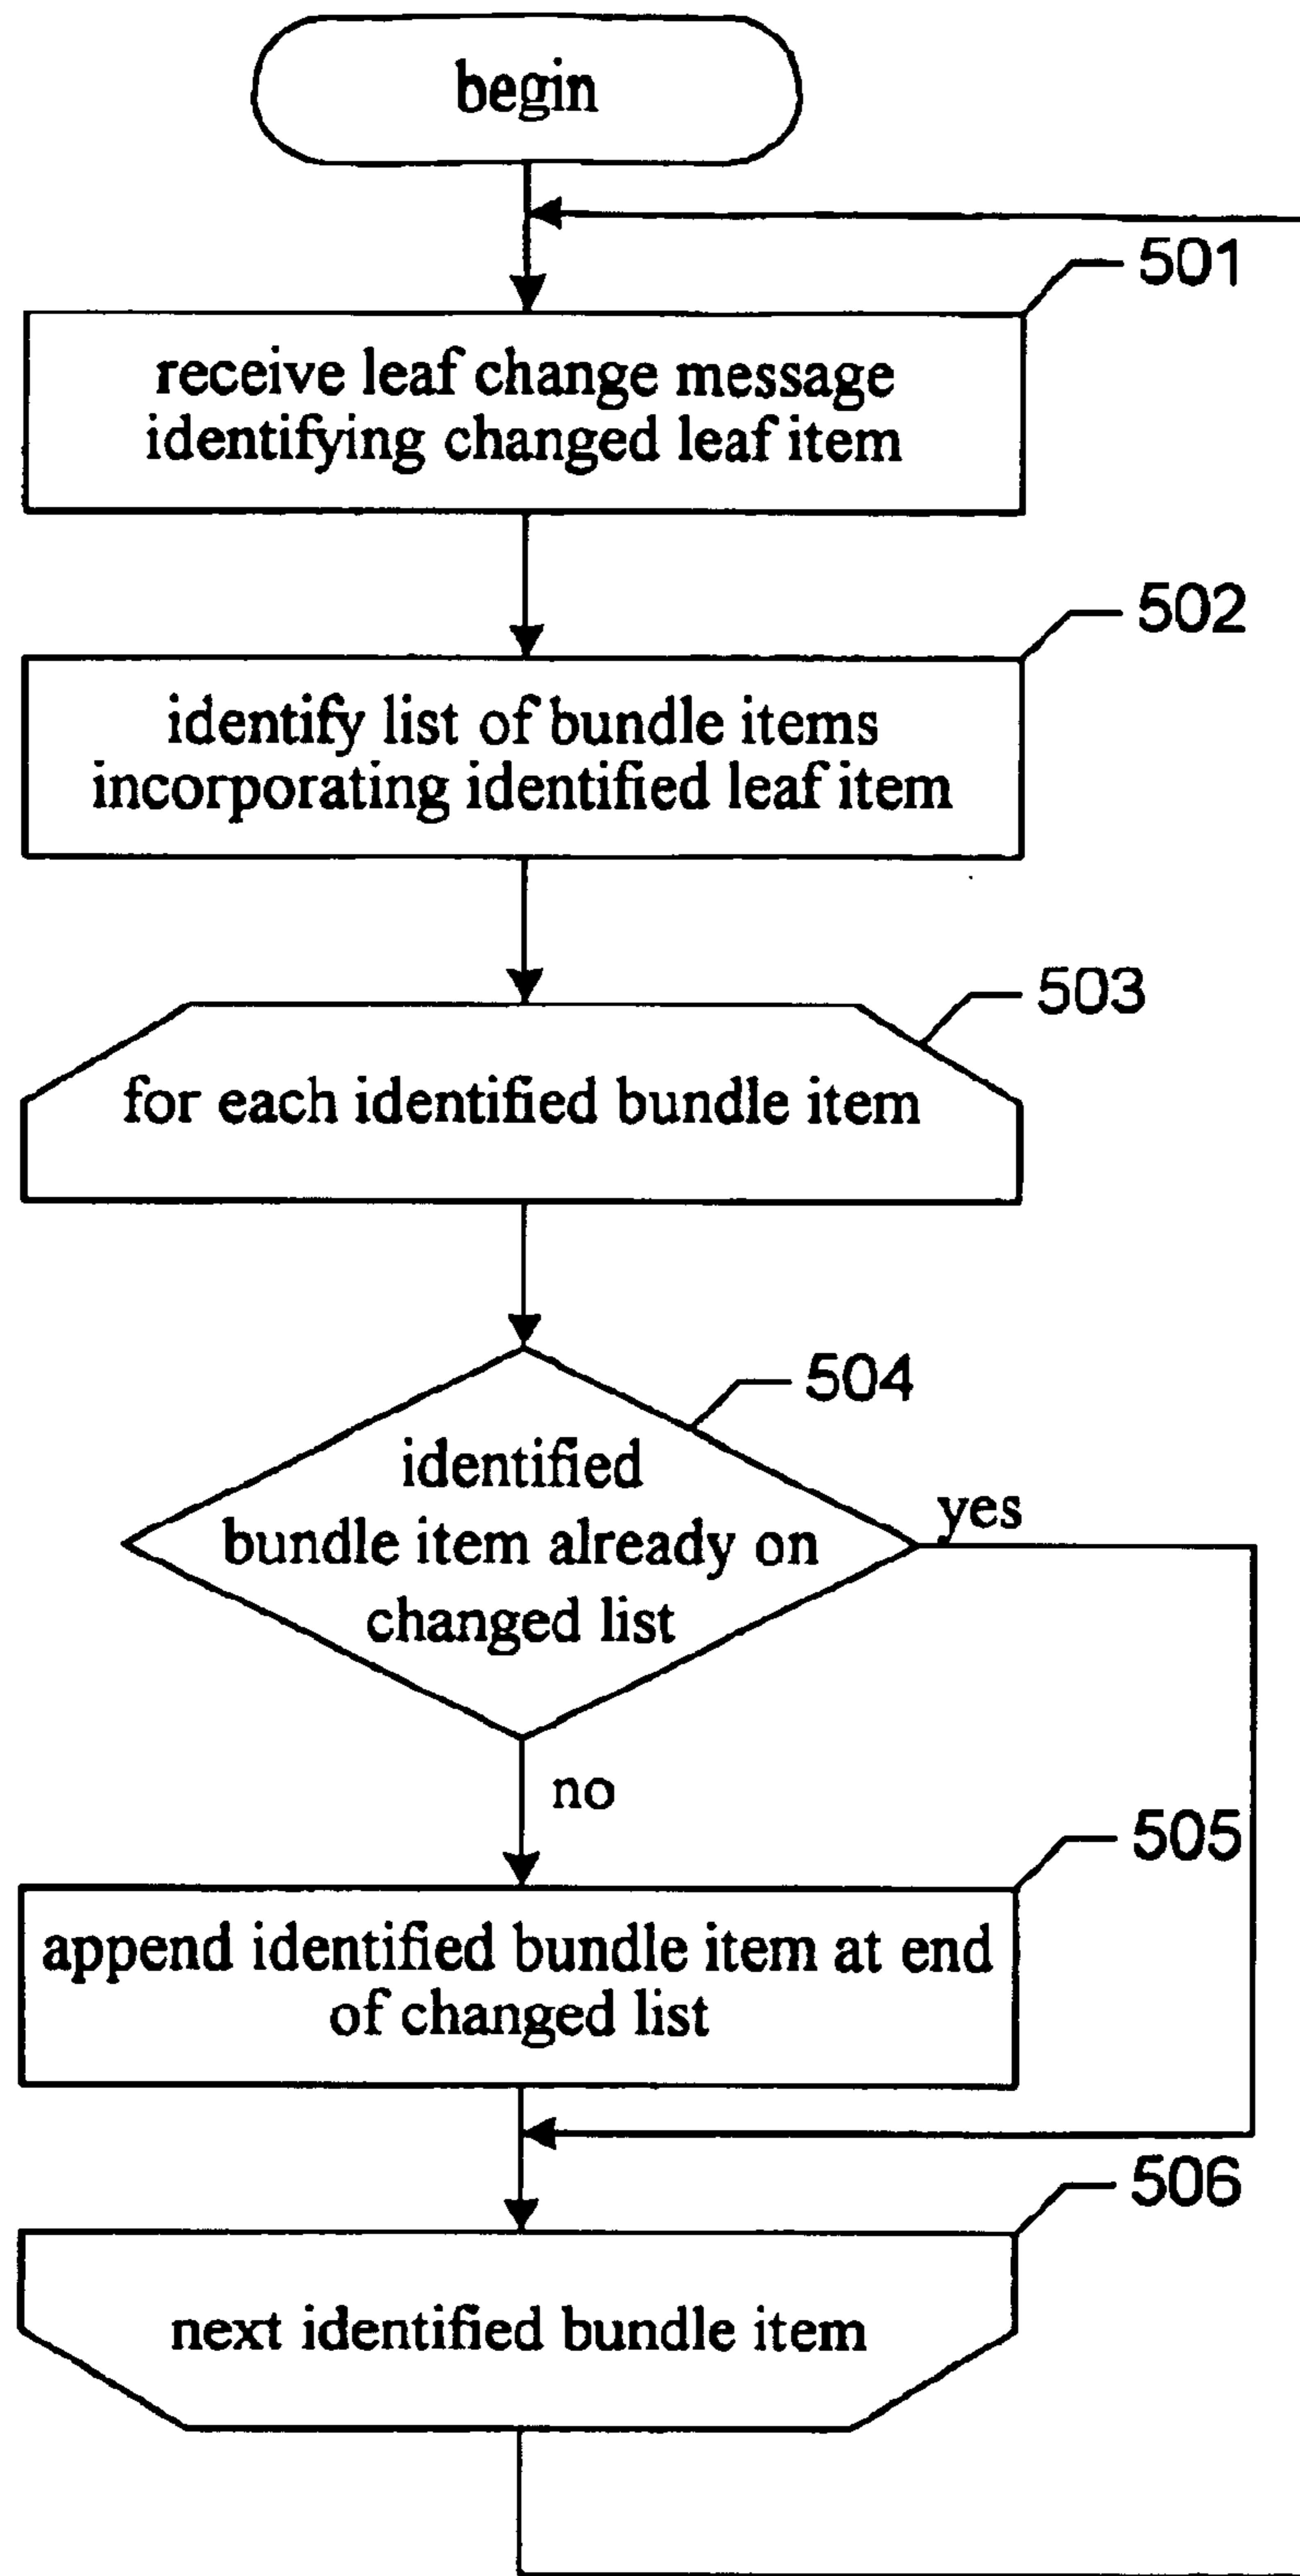 begin
501
receive leaf change message
identifying changed leaf item
502
identify list of bundle items
incorporating identified leaf item
503
for each identified bundle item
504
identified
bundle item already on
changed list
yes
no
505
append identified bundle item at end
of changed list
506
next identified bundle item